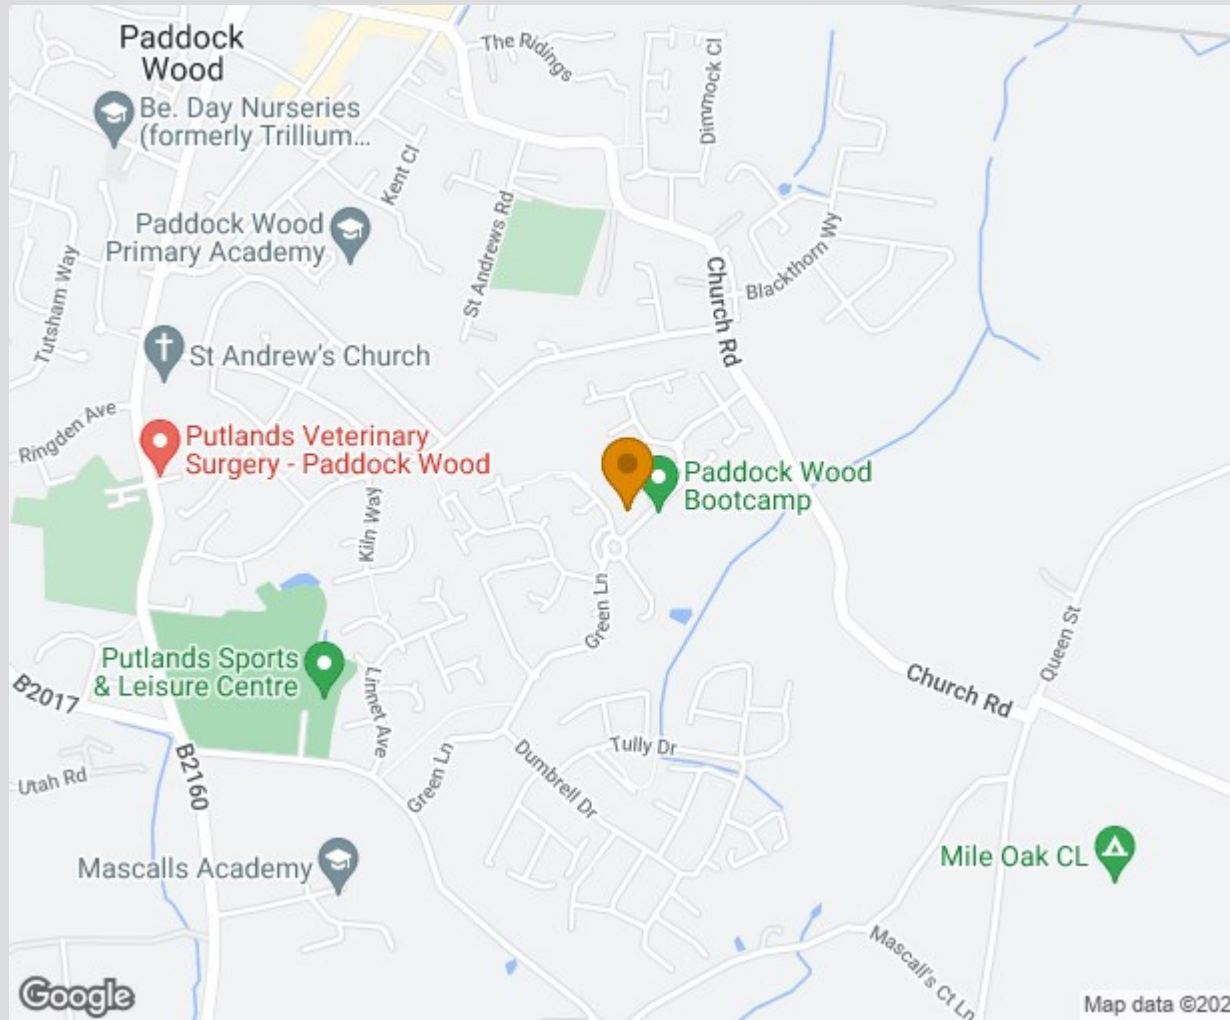 Paddock
Wood
The Ridings
Dimmock Cl
Be. Day Nurseries
(formerly Trillium...
Kent Cl
Paddock Wood
Primary Academy
St Andrews Rd
Blackthorn Wy
Tutsham Way
Church Rd
St Andrew's Church
Ringden Ave
Putlands Veterinary
Surgery - Paddock Wood
Paddock Wood
Bootcamp
Kiln Way
Green Ln
Queen St
Putlands Sports
& Leisure Centre
Linnet Ave
Church Rd
B2017
B2160
Utah Rd
Green Ln
Dumbrell Dr
Tully Dr
Mascalls Academy
Mile Oak CL
Mascall's Ct Ln
Google
Map data ©202